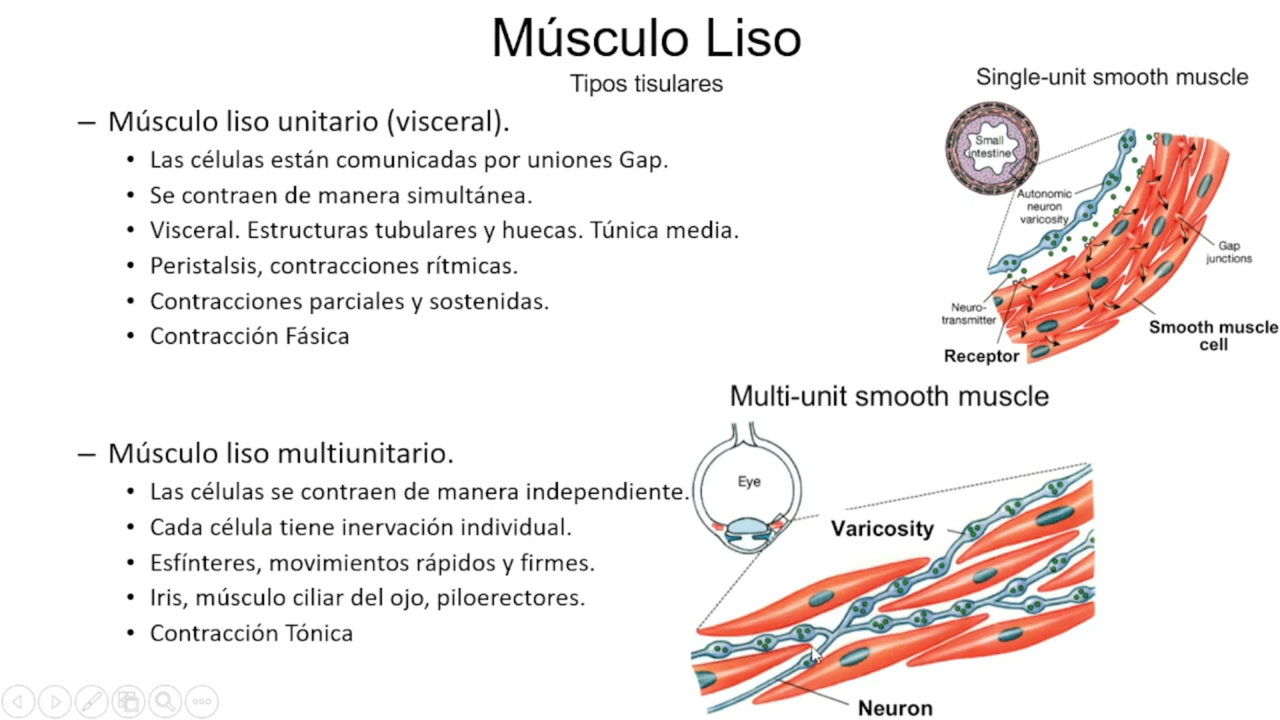 Músculo Liso
Tipos tisulares
– Músculo liso unitario (visceral).
• Las células están comunicadas por uniones Gap.
• Se contraen de manera simultánea.
• Visceral. Estructuras tubulares y huecas. Túnica media.
• Peristalsis, contracciones rítmicas.
• Contracciones parciales y sostenidas.
• Contracción Fásica
– Músculo liso multiunitario.
• Las células se contraen de manera independiente.
• Cada célula tiene inervación individual.
• Esfínteres, movimientos rápidos y firmes.
• Iris, músculo ciliar del ojo, piloerectores.
• Contracción Tónica
Single-unit smooth muscle
Small
intestine
Autonomic
neuron
varicosity
Gap
junctions
Neuro-
transmitter
Smooth muscle
cell
Receptor
Multi-unit smooth muscle
Eye
Varicosity
Neuron